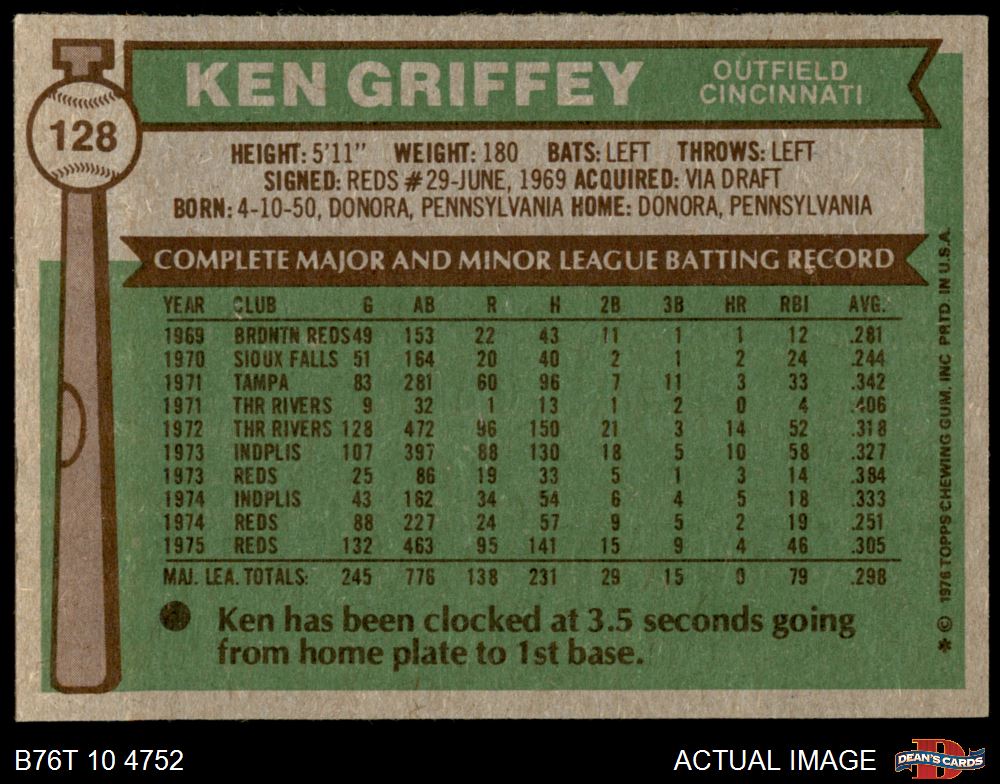 128
KEN GRIFFEY
OUTFIELD
CINCINNATI
HEIGHT: 5'11" WEIGHT: 180 BATS: LEFT THROWS: LEFT
SIGNED: REDS #29-JUNE, 1969 ACQUIRED: VIA DRAFT
BORN: 4-10-50, DONORA, PENNSYLVANIA HOME: DONORA, PENNSYLVANIA
COMPLETE MAJOR AND MINOR LEAGUE BATTING RECORD
YEAR CLUB G AB R H 2B 3B HR RBI AVG.
1969 BRDNTN REDS 49 153 22 43 11 1 1 12 .281
1970 SIOUX FALLS 51 164 20 40 2 1 2 24 .244
1971 TAMPA 83 281 60 96 7 11 3 33 .342
1971 THR RIVERS 9 32 1 13 1 2 0 4 .406
1972 THR RIVERS 128 472 96 150 21 3 14 52 .318
1973 INDPLIS 107 397 88 130 18 5 10 58 .327
1973 REDS 25 86 19 33 5 1 3 14 .384
1974 INDPLIS 43 162 34 54 6 4 5 18 .333
1974 REDS 88 227 24 57 9 5 2 19 .251
1975 REDS 132 463 95 141 15 9 4 46 .305
MAJ. LEA. TOTALS: 245 776 138 231 29 15 9 79 .298
Ken has been clocked at 3.5 seconds going
from home plate to 1st base.
* © 1976 TOPPS CHEWING GUM, INC PRTD. IN U.S.A.
B76T 10 4752
ACTUAL IMAGE
DEAN'S CARDS